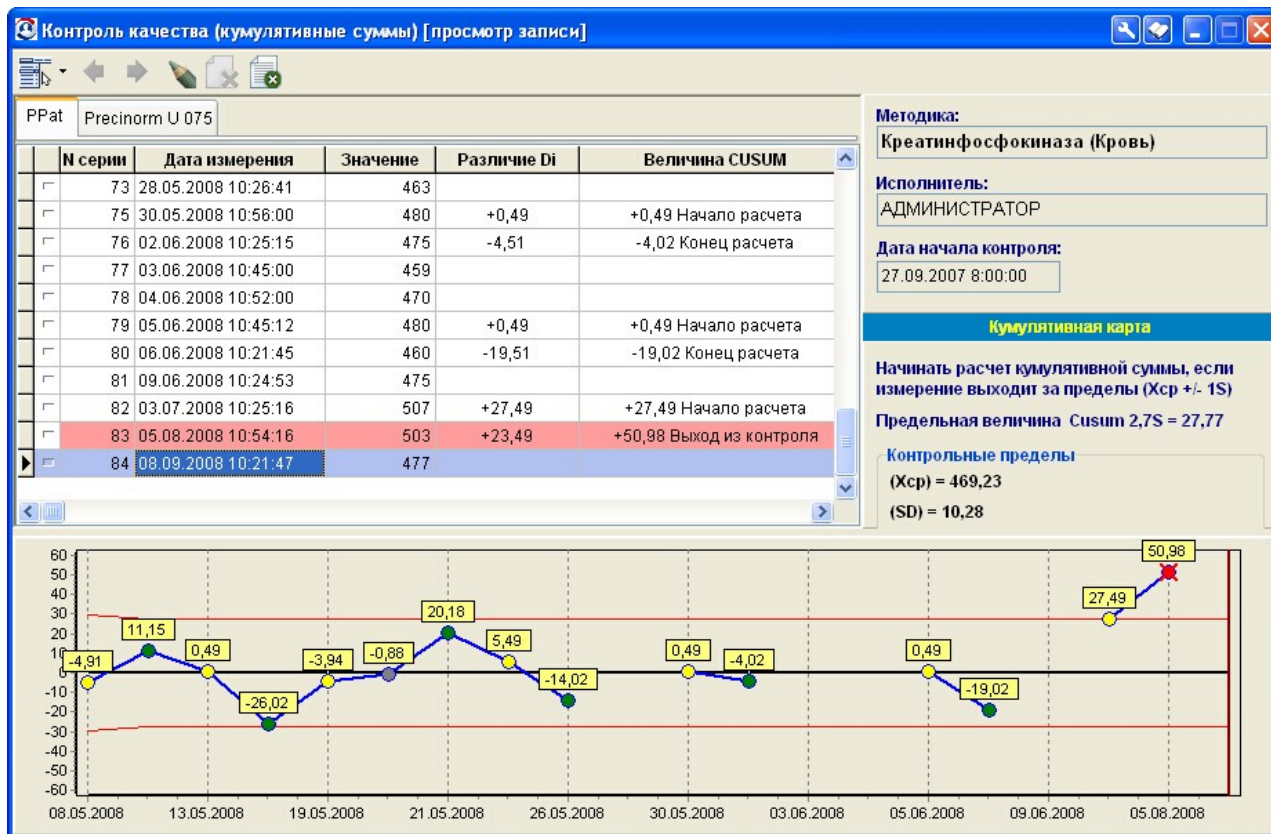 Контроль качества (кумулятивные суммы) [просмотр записи]
PPat Precinorm U 075
N серии Дата измерения Значение Различие Di Величина CUSUM
73 28.05.2008 10:26:41 463
75 30.05.2008 10:56:00 480 +0,49 +0,49 Начало расчета
76 02.06.2008 10:25:15 475 -4,51 -4,02 Конец расчета
77 03.06.2008 10:45:00 459
78 04.06.2008 10:52:00 470
79 05.06.2008 10:45:12 480 +0,49 +0,49 Начало расчета
80 06.06.2008 10:21:45 460 -19,51 -19,02 Конец расчета
81 09.06.2008 10:24:53 475
82 03.07.2008 10:25:16 507 +27,49 +27,49 Начало расчета
83 05.08.2008 10:54:16 503 +23,49 +50,98 Выход из контроля
84 08.09.2008 10:21:47 477
Методика:
Креатинфосфокиназа (Кровь)
Исполнитель:
АДМИНИСТРАТОР
Дата начала контроля:
27.09.2007 8:00:00
Кумулятивная карта
Начинать расчет кумулятивной суммы, если
измерение выходит за пределы (Xср +/- 1S)
Предельная величина Cusum 2,7S = 27,77
Контрольные пределы
(Xср) = 469,23
(SD) = 10,28
60
50
40
30
20
10
0
-10
-20
-30
-40
-50
-60
-4,91
11,15
0,49
-26,02
-3,94
-0,88
20,18
5,49
-14,02
0,49
-4,02
0,49
-19,02
27,49
50,98
08.05.2008 13.05.2008 19.05.2008 21.05.2008 26.05.2008 30.05.2008 03.06.2008 05.06.2008 09.06.2008 05.08.2008